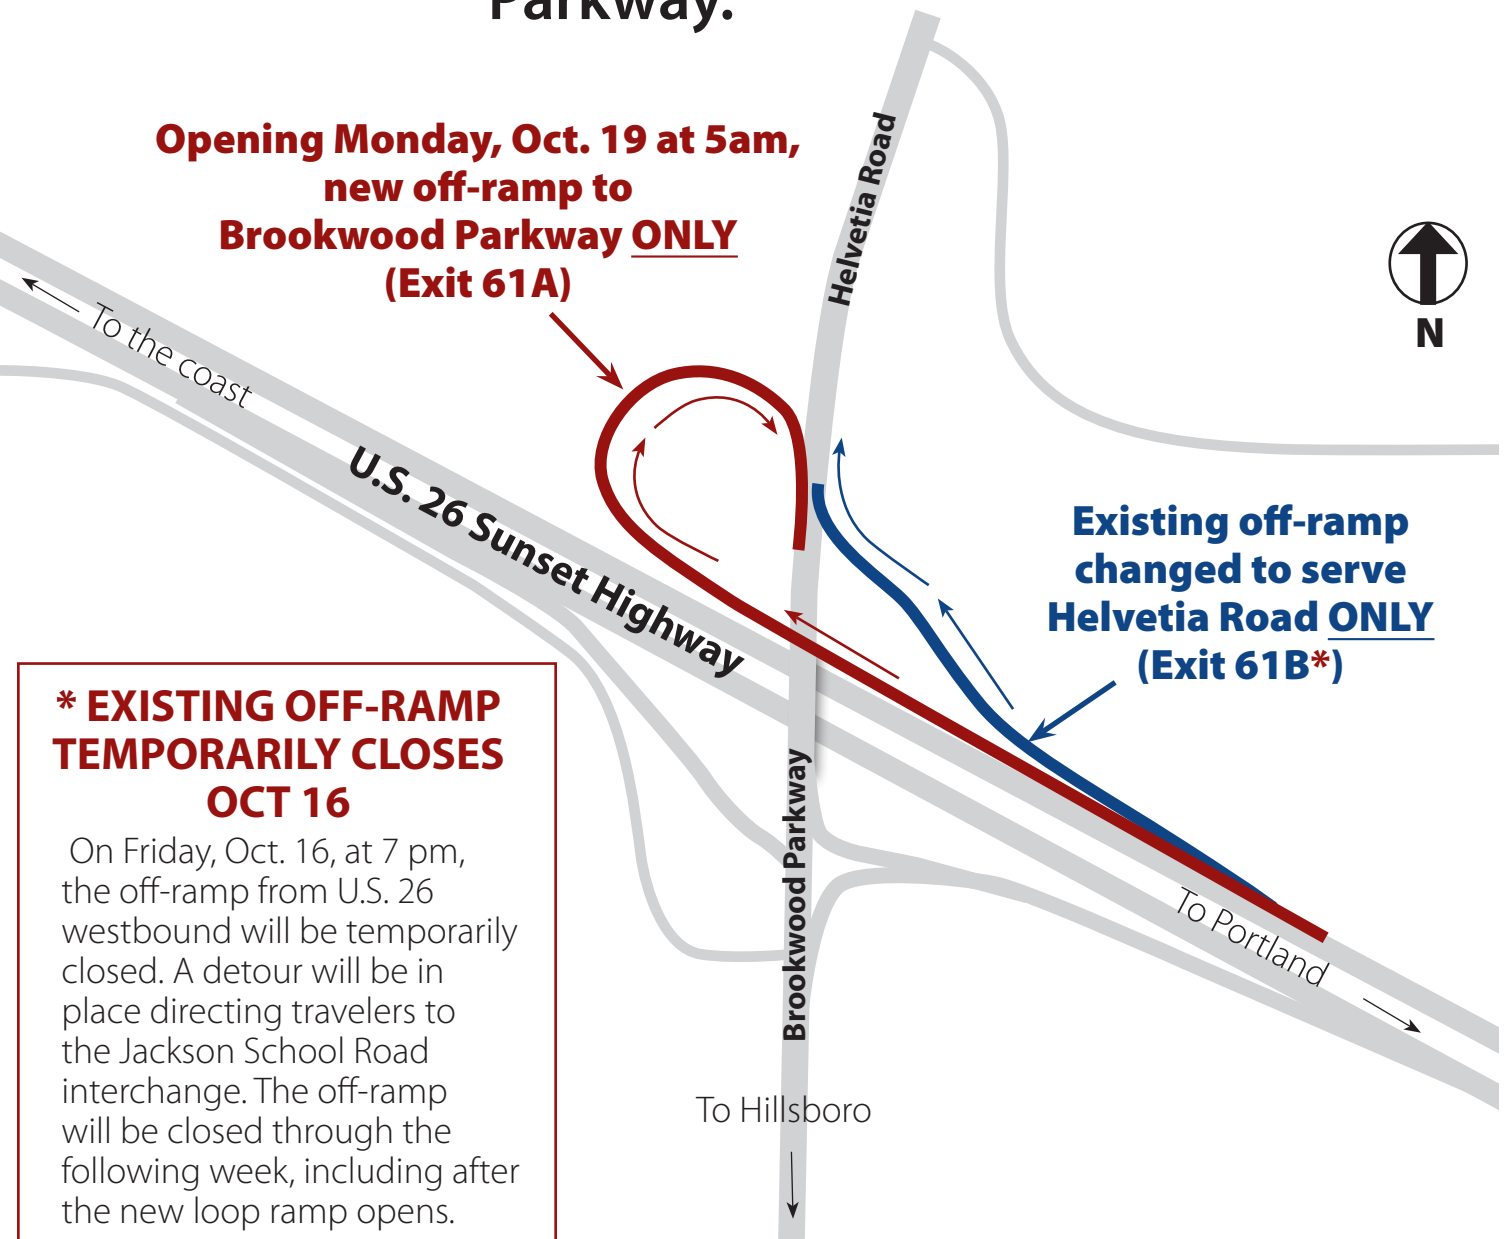 Parkway.
Opening Monday, Oct. 19 at 5am,
new off-ramp to
Brookwood Parkway ONLY
(Exit 61A)
Helvetia Road
N
To the coast
U.S. 26 Sunset Highway
Existing off-ramp
changed to serve
Helvetia Road ONLY
(Exit 61B*)
* EXISTING OFF-RAMP
TEMPORARILY CLOSES
OCT 16
On Friday, Oct. 16, at 7 pm,
the off-ramp from U.S. 26
westbound will be temporarily
closed. A detour will be in
place directing travelers to
the Jackson School Road
interchange. The off-ramp
will be closed through the
following week, including after
the new loop ramp opens.
Brookwood Parkway
To Portland
To Hillsboro